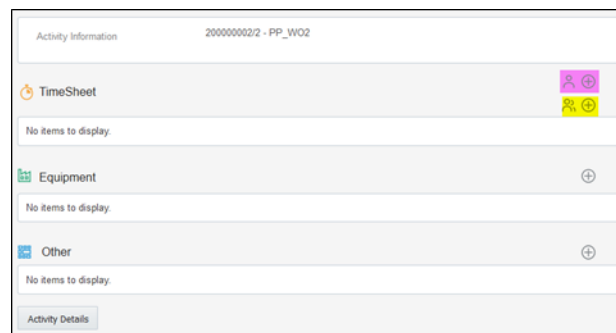 Activity Information 200000002/2 - PP_WO2
TimeSheet
No items to display.
Equipment
No items to display.
Other
No items to display.
Activity Details